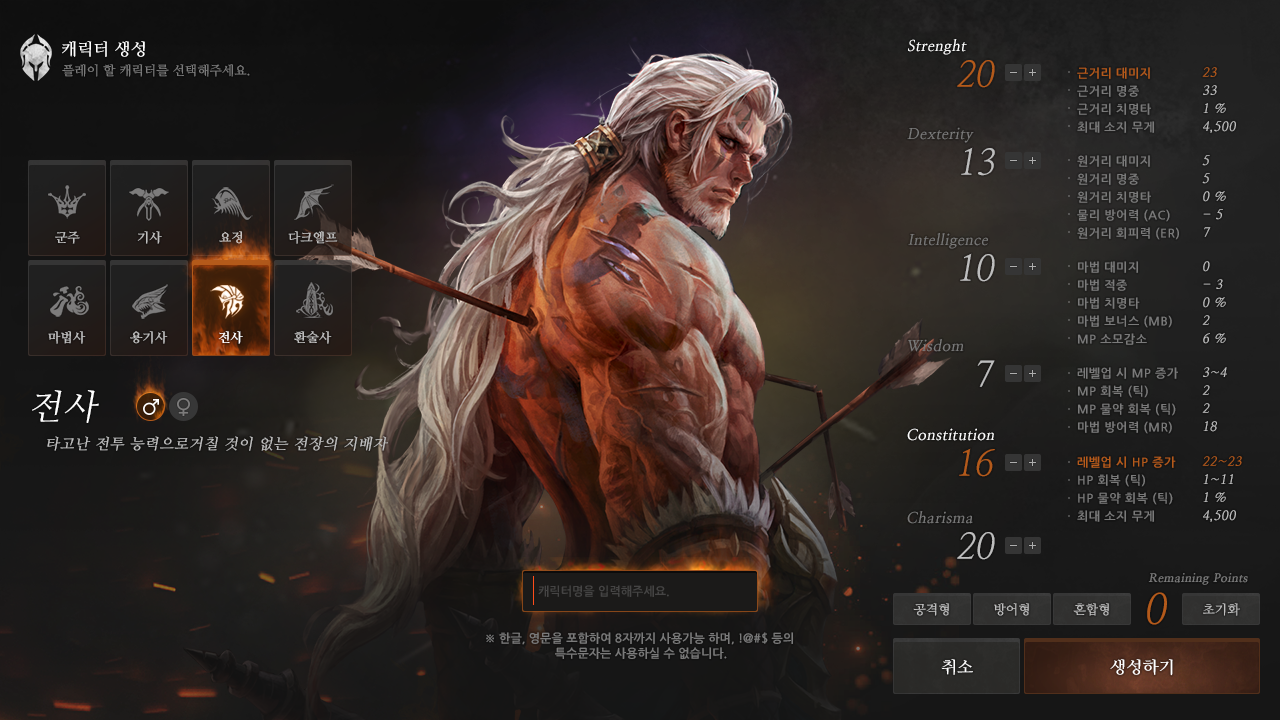 캐릭터 생성
플레이 할 캐릭터를 선택해주세요.
군주
기사
요정
다크엘프
마법사
용기사
전사
환술사
전사
타고난 전투 능력으로거칠 것이 없는 전장의 지배자
캐릭터명을 입력해주세요.
※ 한글, 영문을 포함하여 8자까지 사용가능 하며, !@#$ 등의
특수문자는 사용하실 수 없습니다.
Strenght
20 − +
· 근거리 대미지 23
· 근거리 명중 33
· 근거리 치명타 1 %
· 최대 소지 무게 4,500
Dexterity
13 − +
· 원거리 대미지 5
· 원거리 명중 5
· 원거리 치명타 0 %
· 물리 방어력 (AC) − 5
· 원거리 회피력 (ER) 7
Intelligence
10 − +
· 마법 대미지 0
· 마법 적중 − 3
· 마법 치명타 0 %
· 마법 보너스 (MB) 2
· MP 소모감소 6 %
Wisdom
7 − +
· 레벨업 시 MP 증가 3~4
· MP 회복 (틱) 2
· MP 물약 회복 (틱) 2
· 마법 방어력 (MR) 18
Constitution
16 − +
· 레벨업 시 HP 증가 22~23
· HP 회복 (틱) 1~11
· HP 물약 회복 (틱) 1 %
· 최대 소지 무게 4,500
Charisma
20 − +
Remaining Points
공격형 방어형 혼합형 0 초기화
취소 생성하기